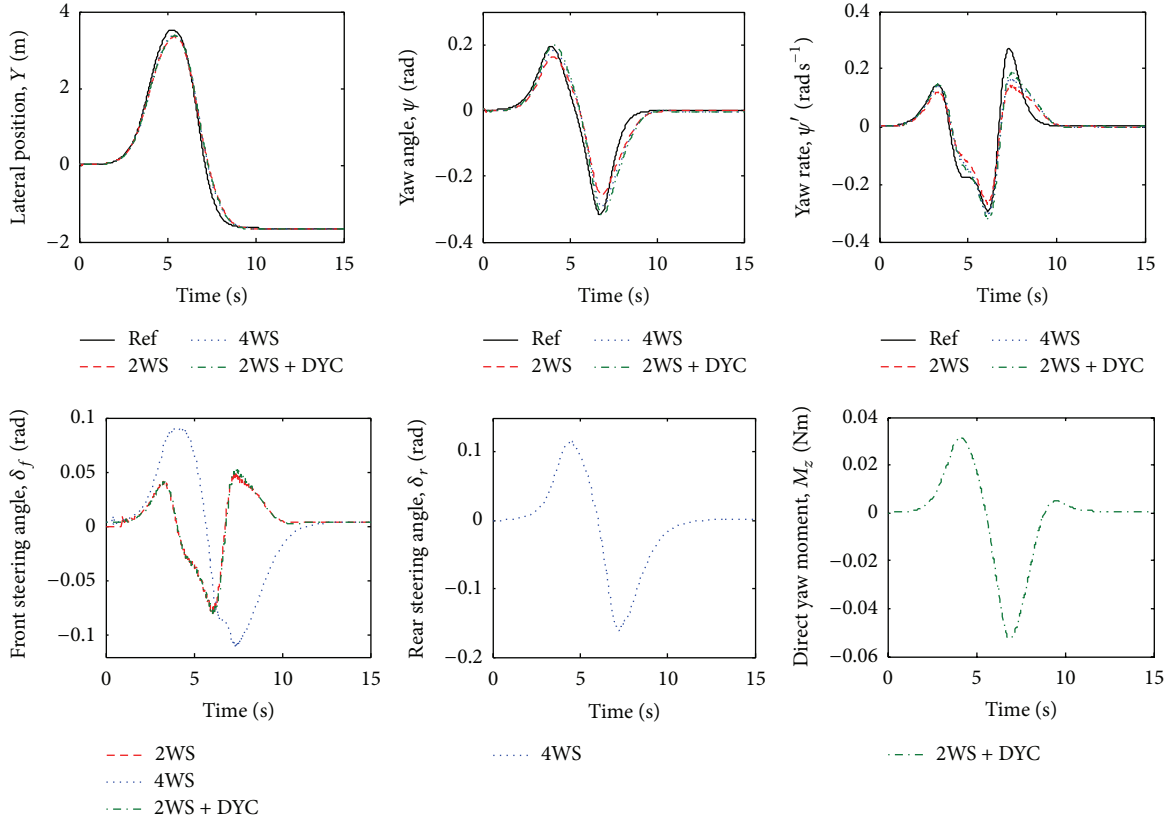 Lateral position, Y (m)
4
2
0
−2
0 5 10 15
Time (s)
Ref 4WS
2WS 2WS + DYC
Yaw angle, ψ (rad)
0.2
0
−0.2
−0.4
0 5 10 15
Time (s)
Ref 4WS
2WS 2WS + DYC
Yaw rate, ψ′ (rad s⁻¹)
0.4
0.2
0
−0.2
−0.4
0 5 10 15
Time (s)
Ref 4WS
2WS 2WS + DYC
Front steering angle, δf (rad)
0.1
0.05
0
−0.05
−0.1
0 5 10 15
Time (s)
2WS
4WS
2WS + DYC
Rear steering angle, δr (rad)
0.1
0
−0.1
−0.2
0 5 10 15
Time (s)
4WS
Direct yaw moment, Mz (Nm)
0.04
0.02
0
−0.02
−0.04
−0.06
0 5 10 15
Time (s)
2WS + DYC